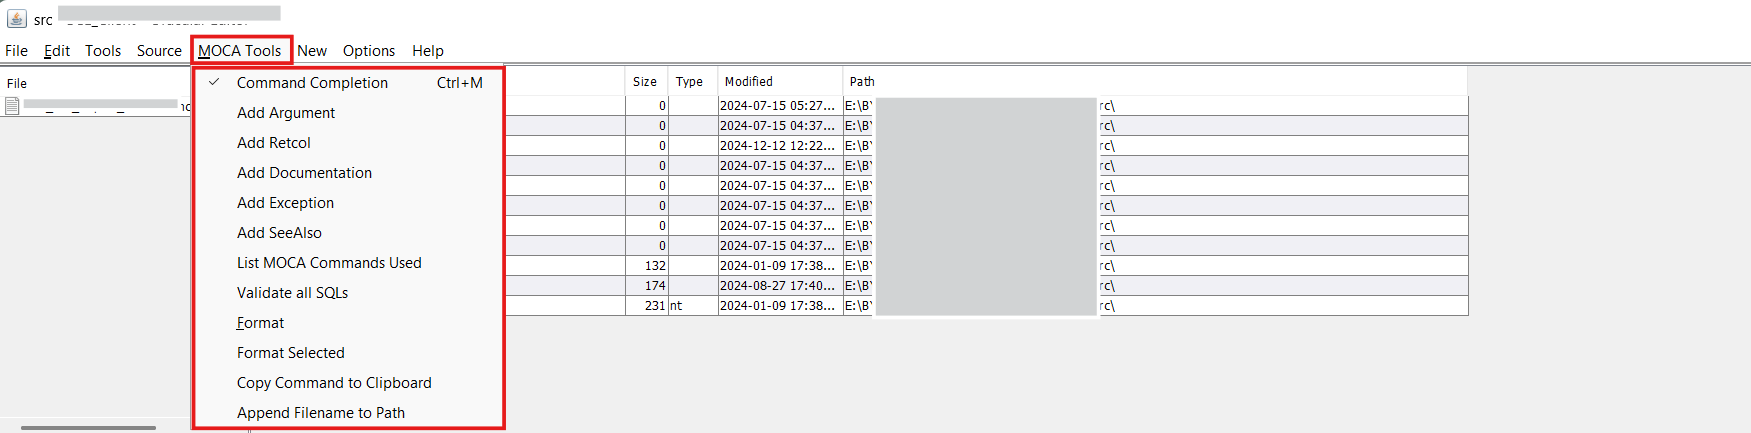 src
File Edit Tools Source MOCA Tools New Options Help
File
Size Type Modified Path
Command Completion Ctrl+M
Add Argument
Add Retcol
Add Documentation
Add Exception
Add SeeAlso
List MOCA Commands Used
Validate all SQLs
Format
Format Selected
Copy Command to Clipboard
Append Filename to Path
0 2024-07-15 05:27... E:\B rc\
0 2024-07-15 04:37... E:\B rc\
0 2024-12-12 12:22... E:\B rc\
0 2024-07-15 04:37... E:\B rc\
0 2024-07-15 04:37... E:\B rc\
0 2024-07-15 04:37... E:\B rc\
0 2024-07-15 04:37... E:\B rc\
0 2024-07-15 04:37... E:\B rc\
132 2024-01-09 17:38... E:\B rc\
174 2024-08-27 17:40... E:\B rc\
231 nt 2024-01-09 17:38... E:\B rc\